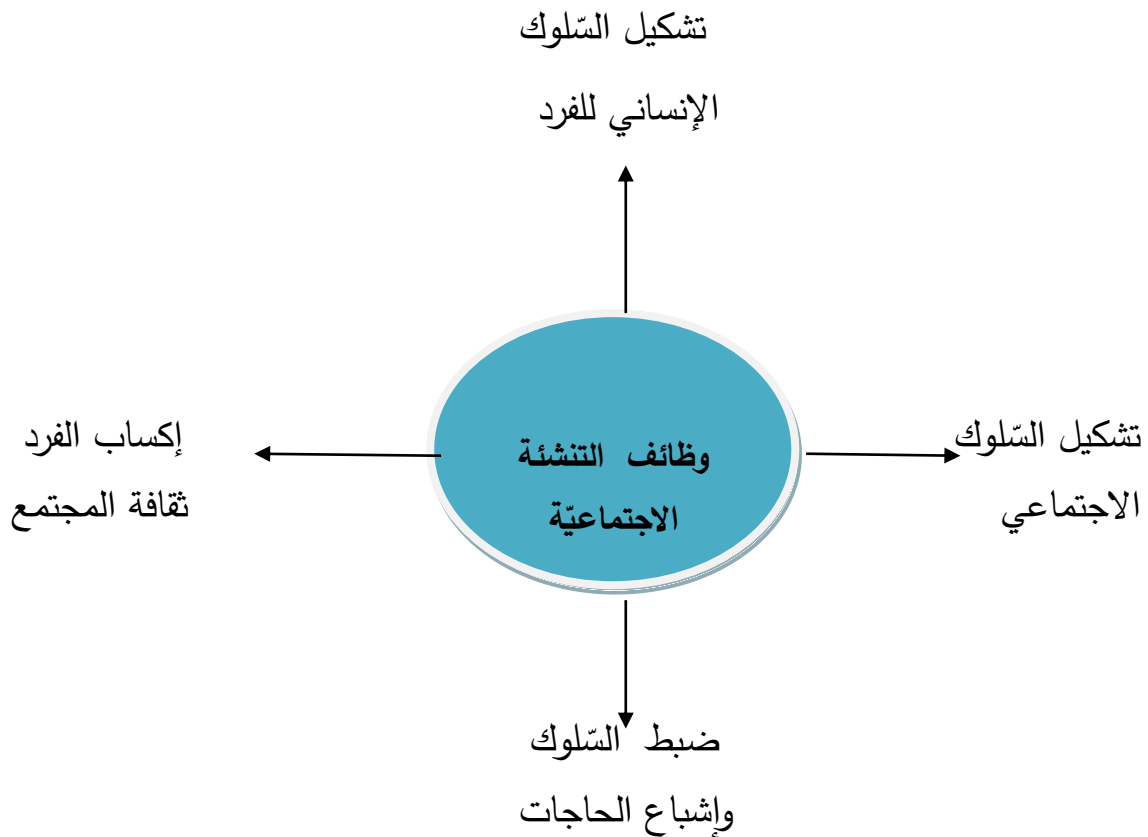 تشكيل السّلوك
الإنساني للفرد
تشكيل السّلوك
الاجتماعي
وظائف التنشئة
الاجتماعيّة
إكساب الفرد
ثقافة المجتمع
ضبط السّلوك
وإشباع الحاجات